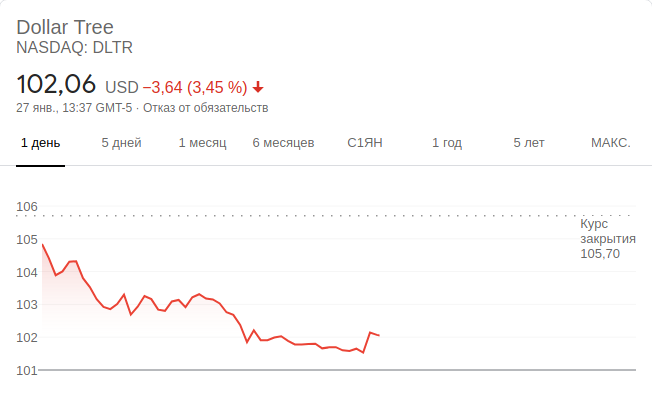 Dollar Tree
NASDAQ: DLTR
102,06 USD −3,64 (3,45 %)
27 янв., 13:37 GMT-5 · Отказ от обязательств
1 день 5 дней 1 месяц 6 месяцев С1ЯН 1 год 5 лет МАКС.
106
Курс
закрытия
105,70
105
104
103
102
101